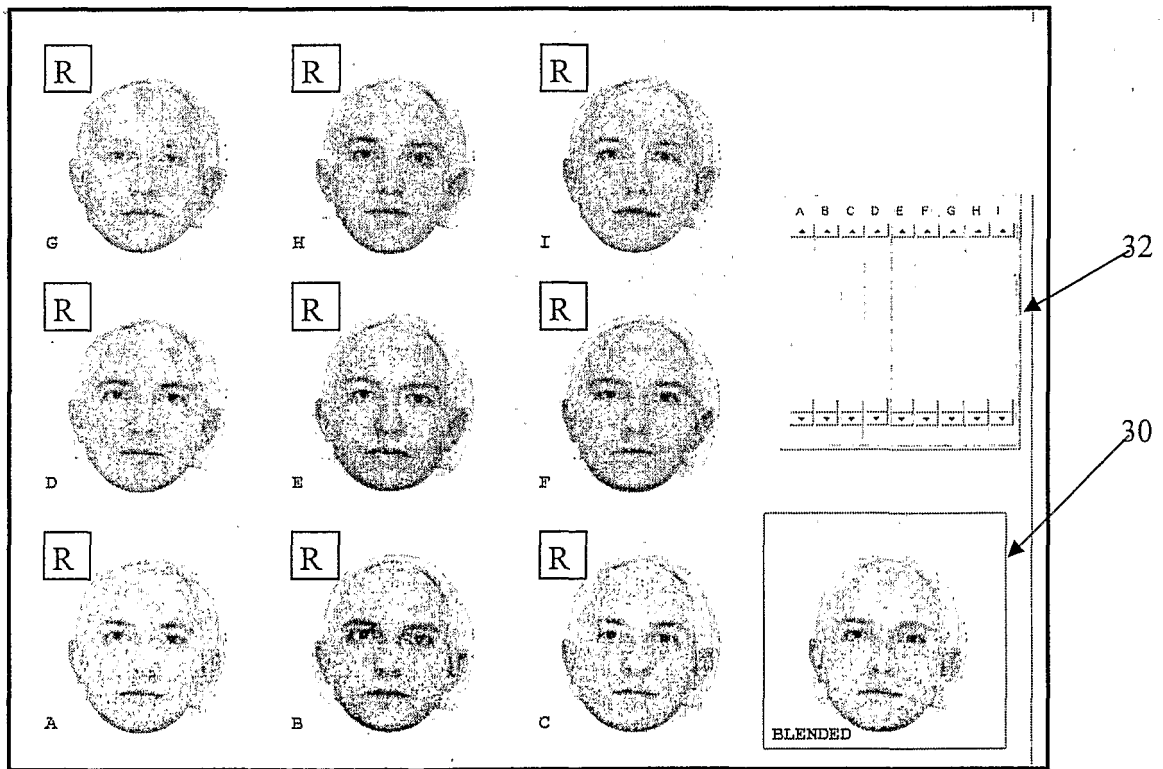 R R R
G H I
A B C D E F G H I
32
R R R
D E F
30
R R R
A B C
BLENDED